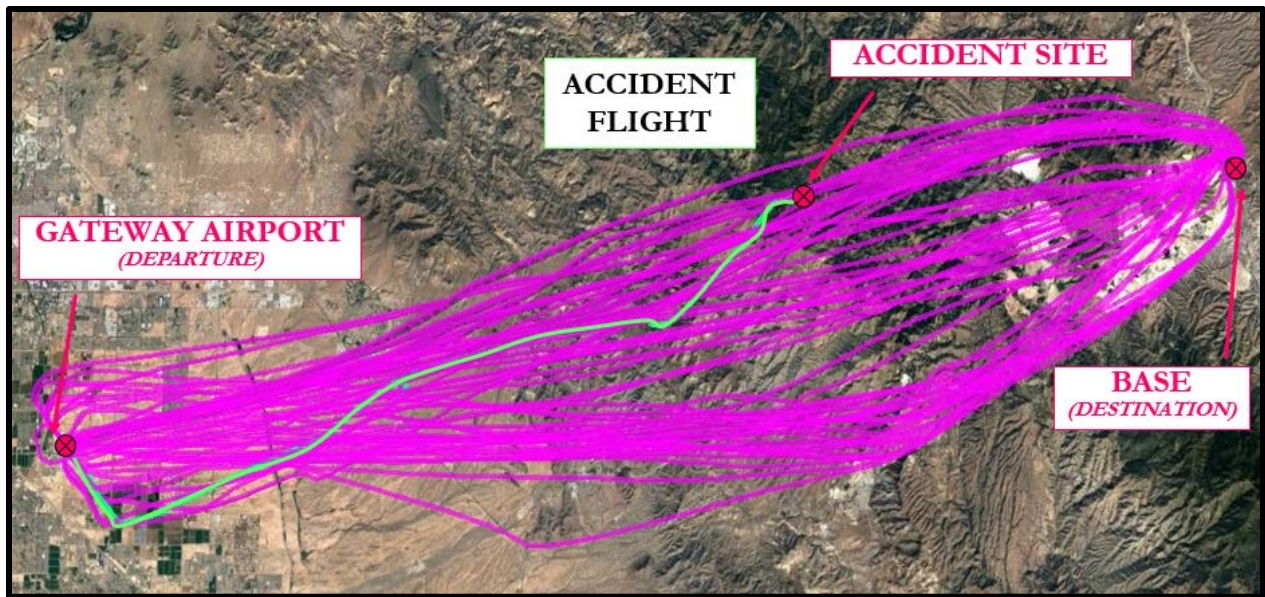 ACCIDENT SITE
ACCIDENT
FLIGHT
GATEWAY AIRPORT
(DEPARTURE)
BASE
(DESTINATION)